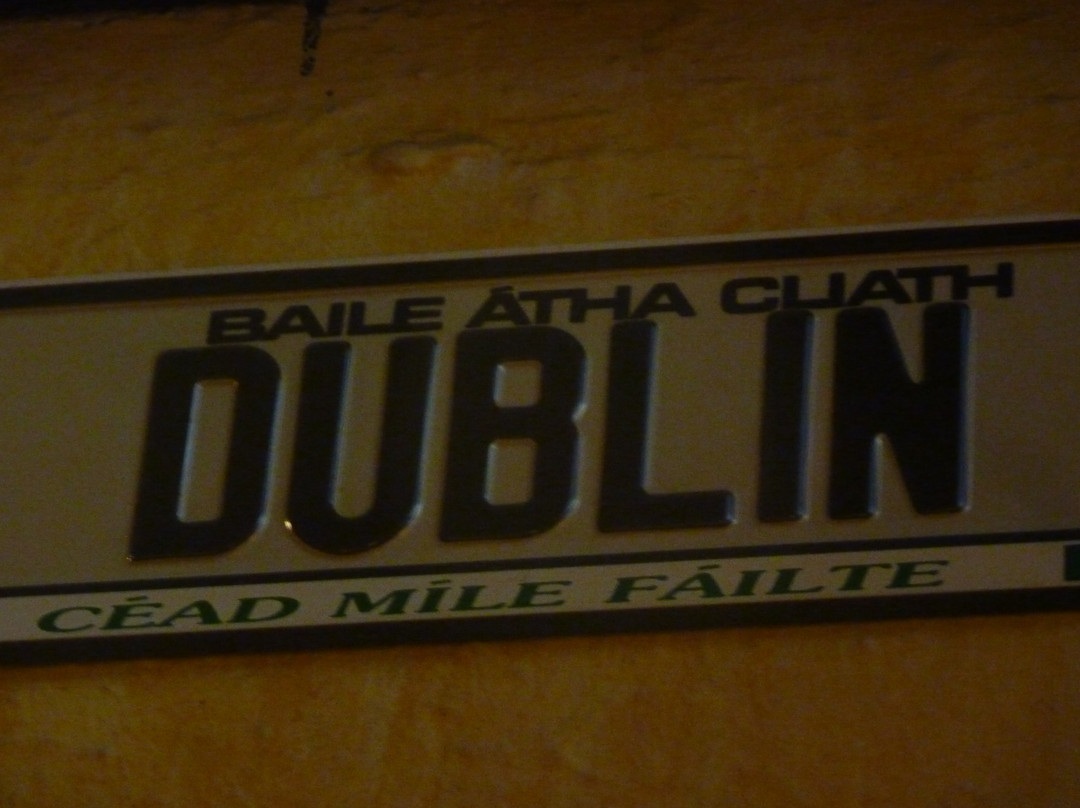 BAILE ÁTHA CLIATH
DUBLIN
CÉAD MÍLE FÁILTE